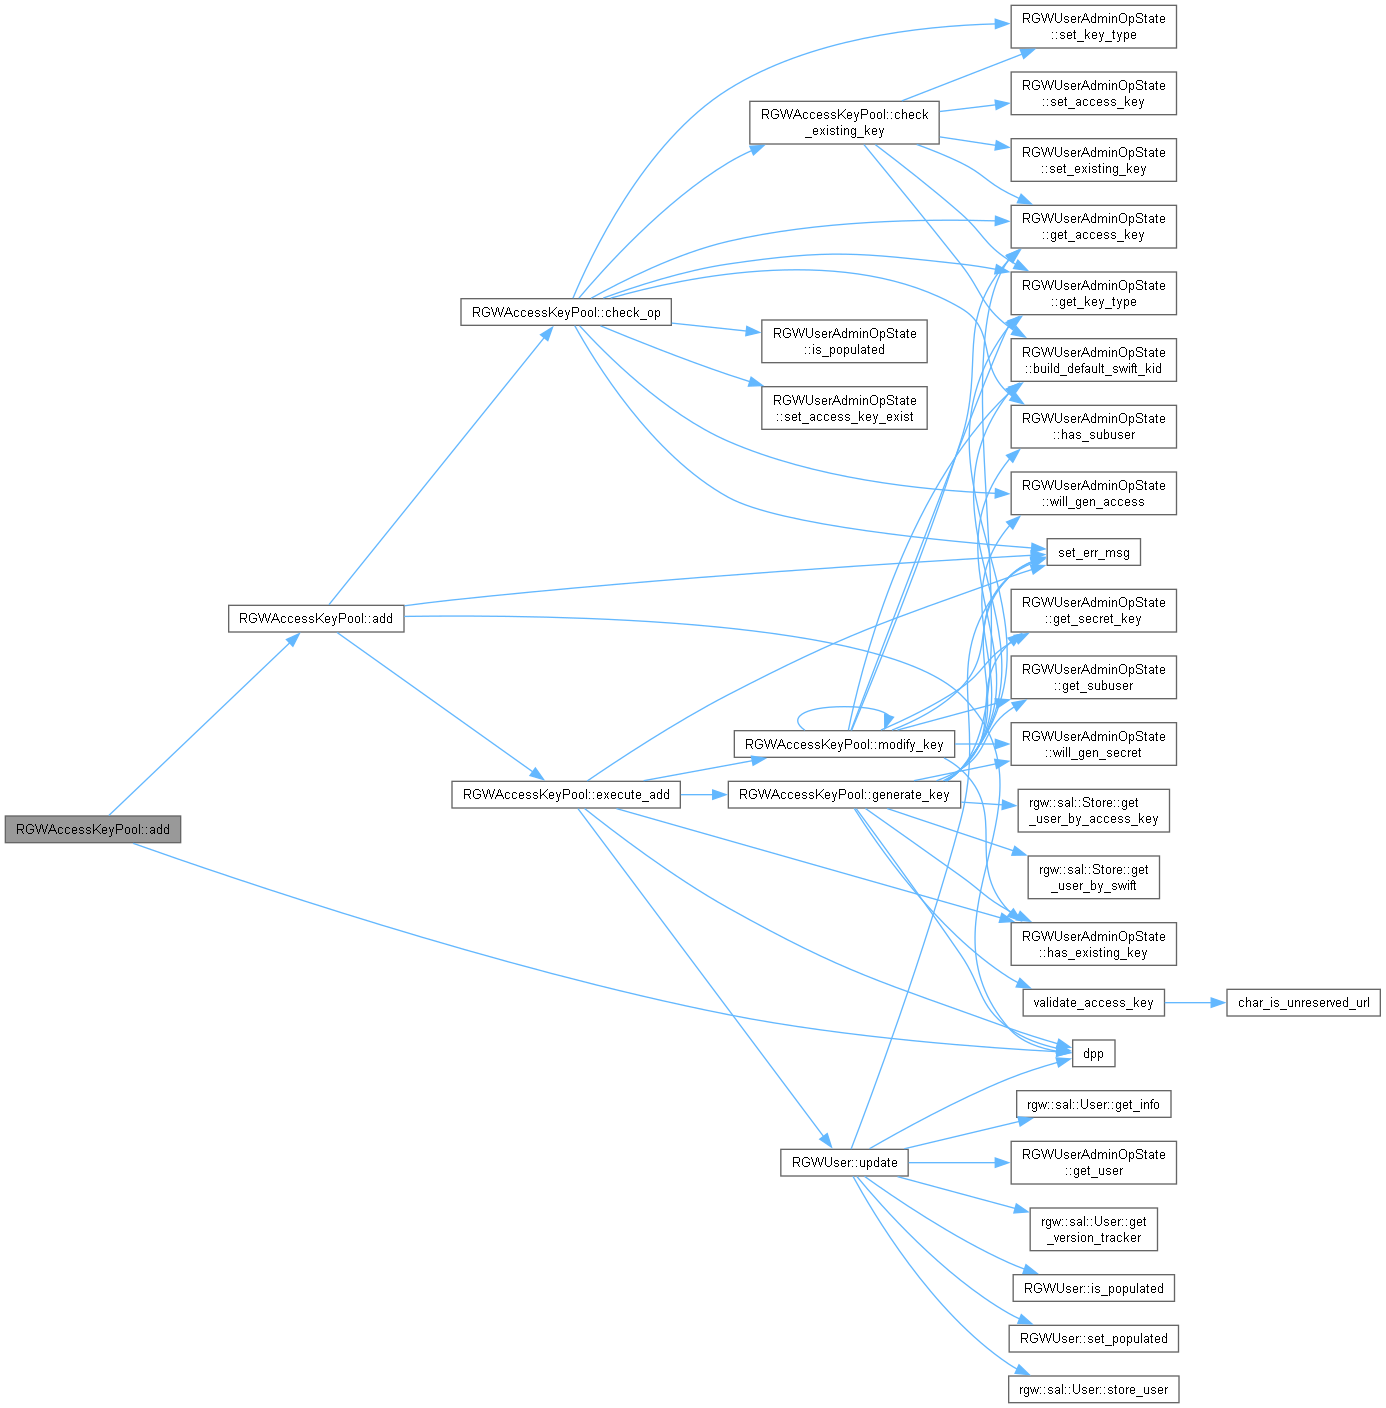 RGWUserAdminOpState
::set_key_type
RGWUserAdminOpState
::set_access_key
RGWAccessKeyPool::check
_existing_key
RGWUserAdminOpState
::set_existing_key
RGWUserAdminOpState
::get_access_key
RGWUserAdminOpState
::get_key_type
RGWAccessKeyPool::check_op
RGWUserAdminOpState
::is_populated
RGWUserAdminOpState
::build_default_swift_kid
RGWUserAdminOpState
::set_access_key_exist
RGWUserAdminOpState
::has_subuser
RGWUserAdminOpState
::will_gen_access
set_err_msg
RGWAccessKeyPool::add
RGWUserAdminOpState
::get_secret_key
RGWUserAdminOpState
::get_subuser
RGWAccessKeyPool::modify_key
RGWUserAdminOpState
::will_gen_secret
RGWAccessKeyPool::execute_add
RGWAccessKeyPool::generate_key
rgw::sal::Store::get
_user_by_access_key
RGWAccessKeyPool::add
rgw::sal::Store::get
_user_by_swift
RGWUserAdminOpState
::has_existing_key
validate_access_key
char_is_unreserved_url
dpp
rgw::sal::User::get_info
RGWUser::update
RGWUserAdminOpState
::get_user
rgw::sal::User::get
_version_tracker
RGWUser::is_populated
RGWUser::set_populated
rgw::sal::User::store_user